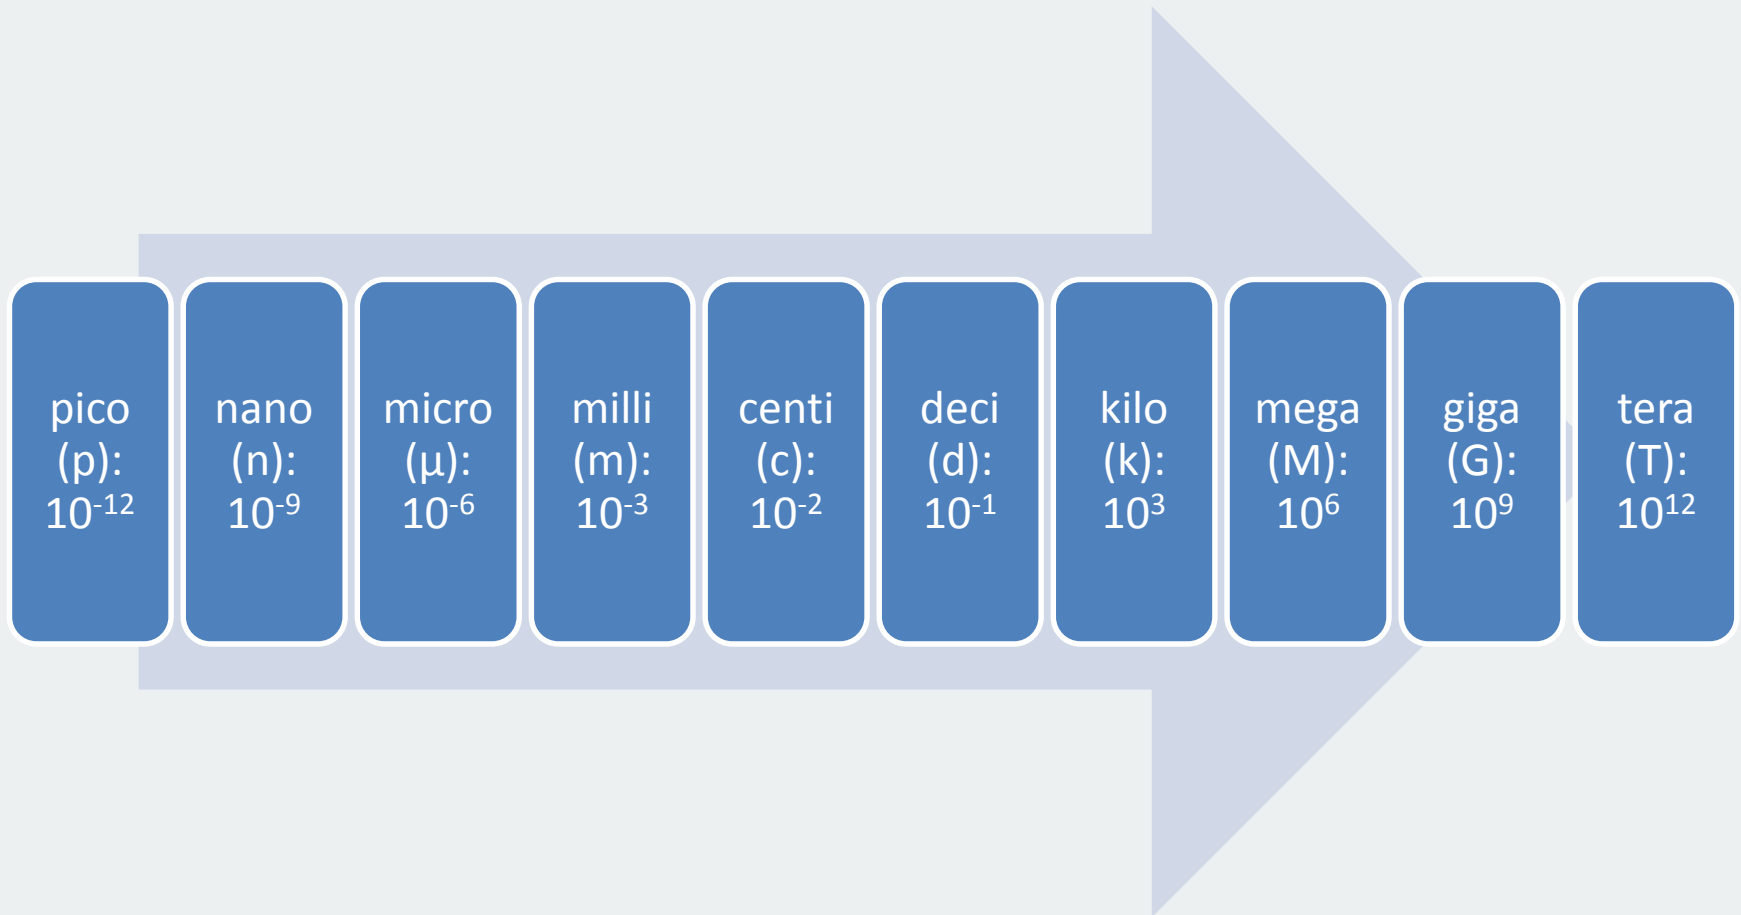 pico
(p):
10⁻¹²
nano
(n):
10⁻⁹
micro
(μ):
10⁻⁶
milli
(m):
10⁻³
centi
(c):
10⁻²
deci
(d):
10⁻¹
kilo
(k):
10³
mega
(M):
10⁶
giga
(G):
10⁹
tera
(T):
10¹²